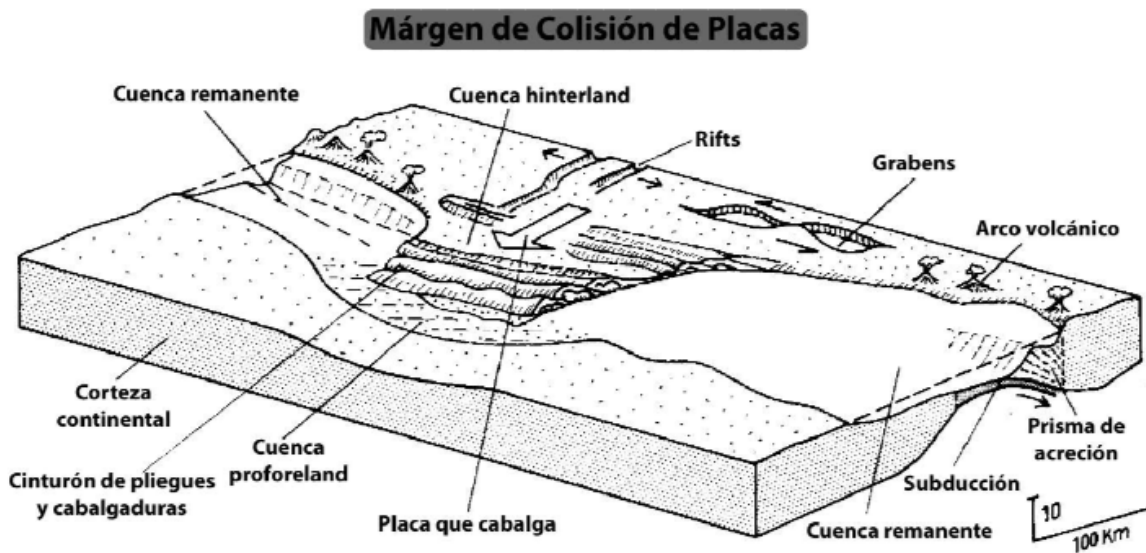 Márgen de Colisión de Placas
Cuenca remanente
Cuenca hinterland
Rifts
Grabens
Arco volcánico
Corteza
continental
Cuenca
proforeland
Cinturón de pliegues
y cabalgaduras
Placa que cabalga
Cuenca remanente
Subducción
Prisma de
acreción
10
100 Km